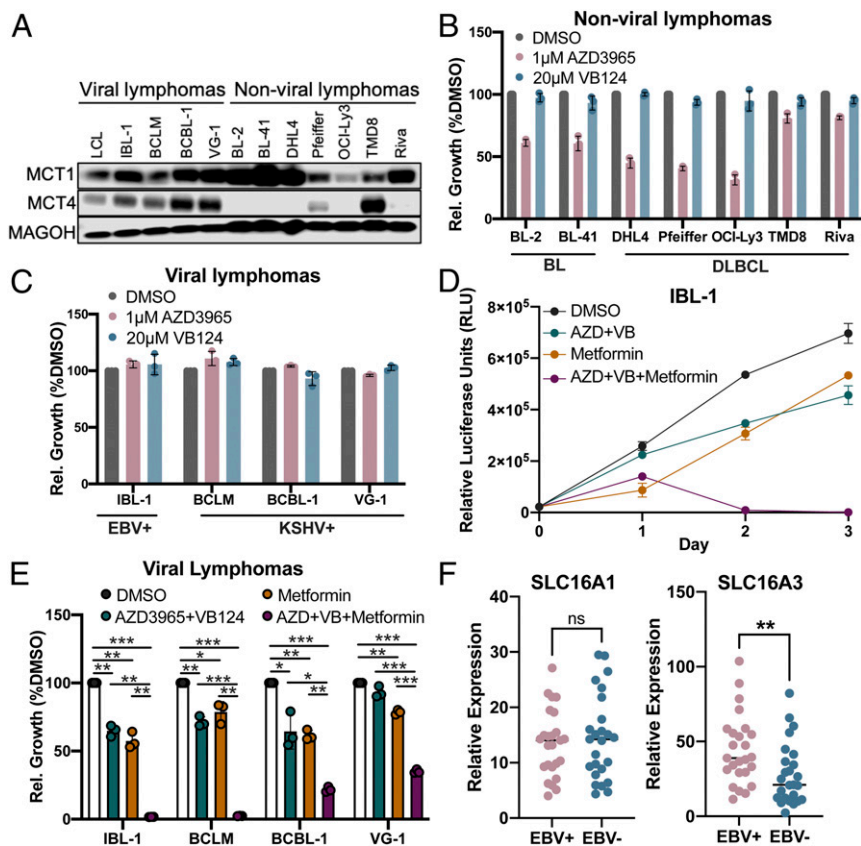 A
Viral lymphomas Non-viral lymphomas
LCL
IBL-1
BCLM
BCBL-1
VG-1
BL-2
BL-41
DHL4
Pfeiffer
OCI-Ly3
TMD8
Riva
MCT1
MCT4
MAGOH
B
Non-viral lymphomas
DMSO
1μM AZD3965
20μM VB124
Rel. Growth (%DMSO)
150
100
50
0
BL-2 BL-41 DHL4 Pfeiffer OCI-Ly3 TMD8 Riva
BL DLBCL
C
Viral lymphomas
DMSO
1μM AZD3965
20μM VB124
Rel. Growth (%DMSO)
150
100
50
0
IBL-1 BCLM BCBL-1 VG-1
EBV+ KSHV+
D
IBL-1
DMSO
AZD+VB
Metformin
AZD+VB+Metformin
Relative Luciferase Units (RLU)
8×10⁵
6×10⁵
4×10⁵
2×10⁵
0
0 1 2 3
Day
E
Viral Lymphomas
DMSO Metformin
AZD3965+VB124 AZD+VB+Metformin
Rel. Growth (%DMSO)
150
100
50
0
*** *** *** ***
** * ** **
** ** * ***
** *** * ***
** ** **
IBL-1 BCLM BCBL-1 VG-1
F
SLC16A1
ns
Relative Expression
40
30
20
10
0
EBV+ EBV-
SLC16A3
**
Relative Expression
150
100
50
0
EBV+ EBV-